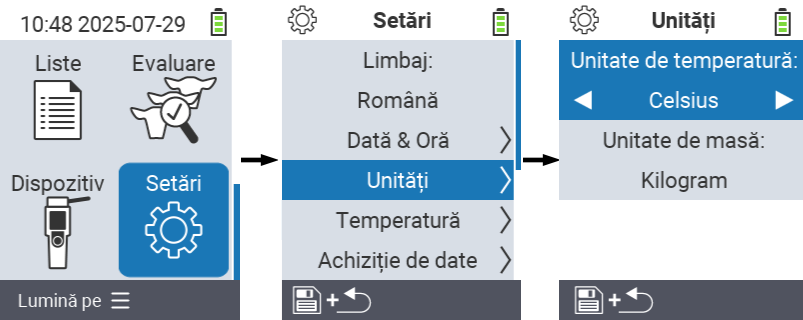 10:48 2025-07-29
Liste
Evaluare
Dispozitiv
Setări
Lumină pe
Setări
Limbaj:
Română
Dată & Oră
Unități
Temperatură
Achiziție de date
+
Unități
Unitate de temperatură:
Celsius
Unitate de masă:
Kilogram
+